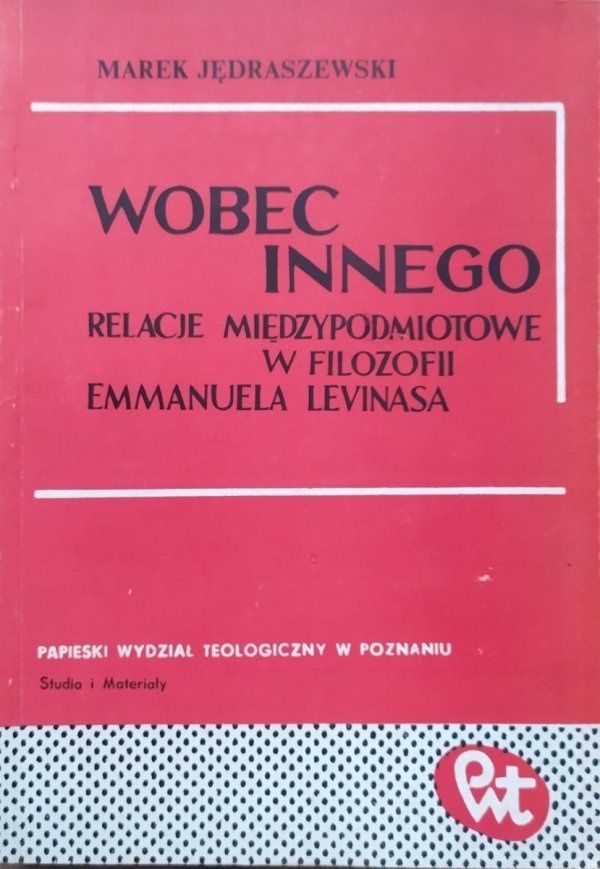 MAREK JĘDRASZEWSKI
WOBEC
INNEGO
RELACJE MIĘDZYPODMIOTOWE
W FILOZOFII
EMMANUELA LEVINASA
PAPIESKI WYDZIAŁ TEOLOGICZNY W POZNANIU
Studia i Materiały
PWT